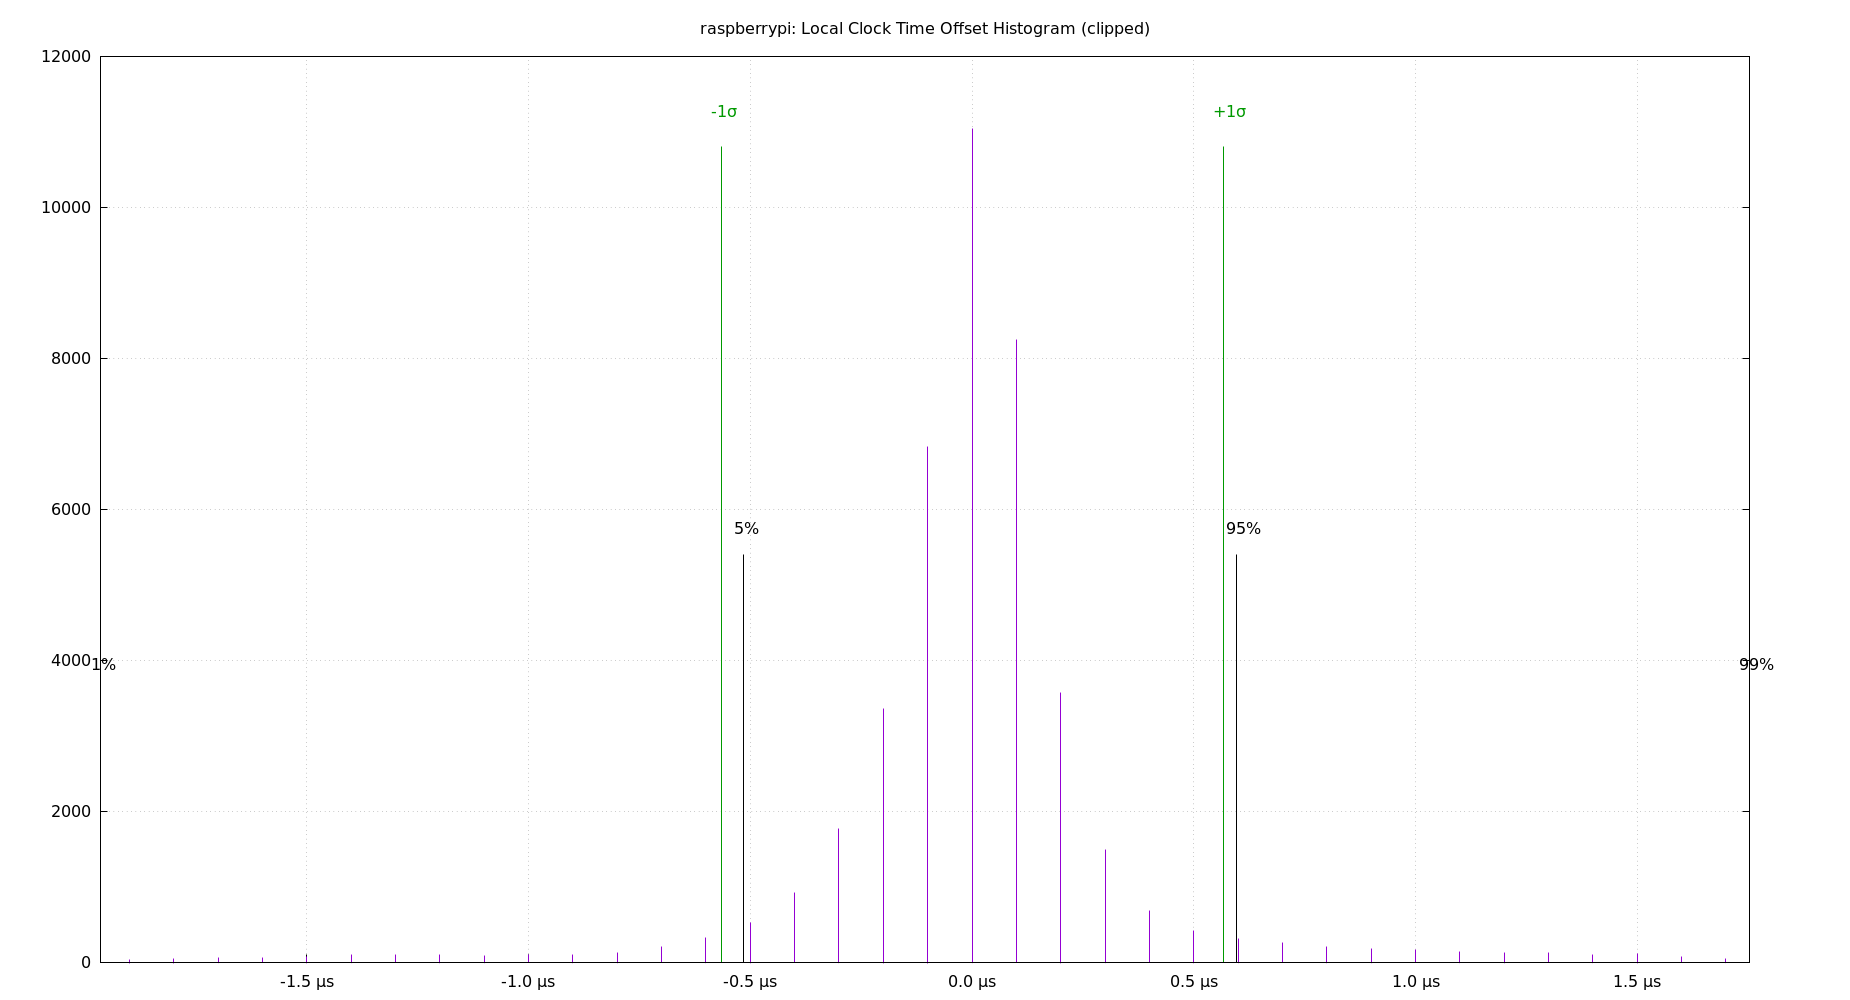 raspberrypi: Local Clock Time Offset Histogram (clipped)
12000
-1σ
+1σ
10000
8000
6000
5%
95%
4000
1%
99%
2000
0
-1.5 µs
-1.0 µs
-0.5 µs
0.0 µs
0.5 µs
1.0 µs
1.5 µs